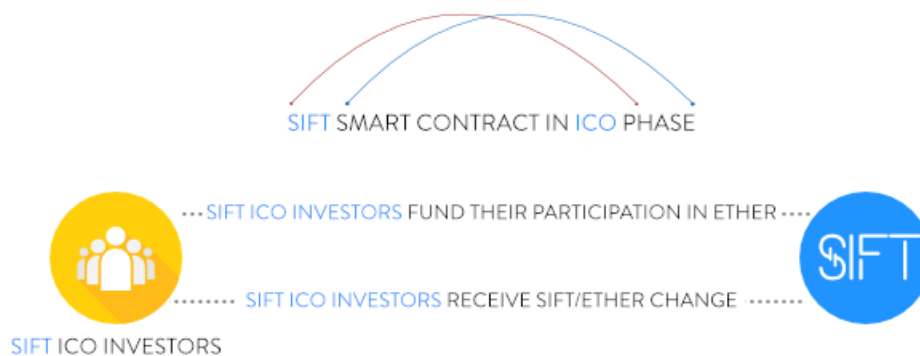 SIFT SMART CONTRACT IN ICO PHASE
SIFT ICO INVESTORS FUND THEIR PARTICIPATION IN ETHER
SIFT
SIFT ICO INVESTORS RECEIVE SIFT/ETHER CHANGE
SIFT ICO INVESTORS